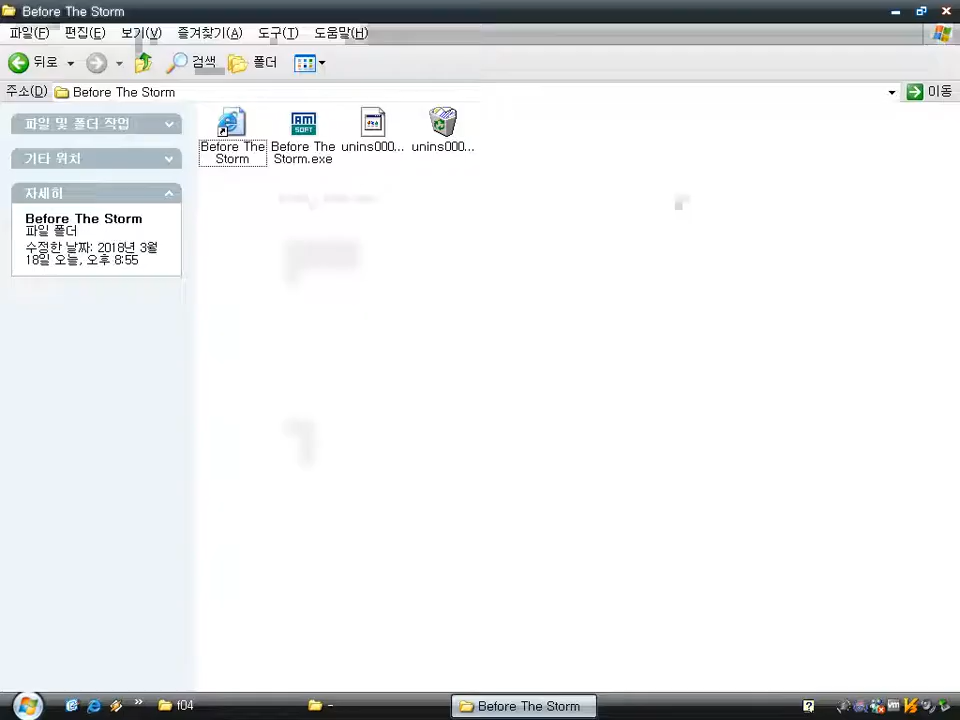 Before The Storm
파일(F) 편집(E) 보기(V) 즐겨찾기(A) 도구(T) 도움말(H)
뒤로 검색 폴더
주소(D) Before The Storm 이동
파일 및 폴더 작업
기타 위치
자세히
Before The Storm
파일 폴더
수정한 날짜: 2018년 3월
18일 오늘, 오후 8:55
Before The
Storm
Before The
Storm.exe
unins000...
unins000...
AM
SOFT
» f04 - Before The Storm